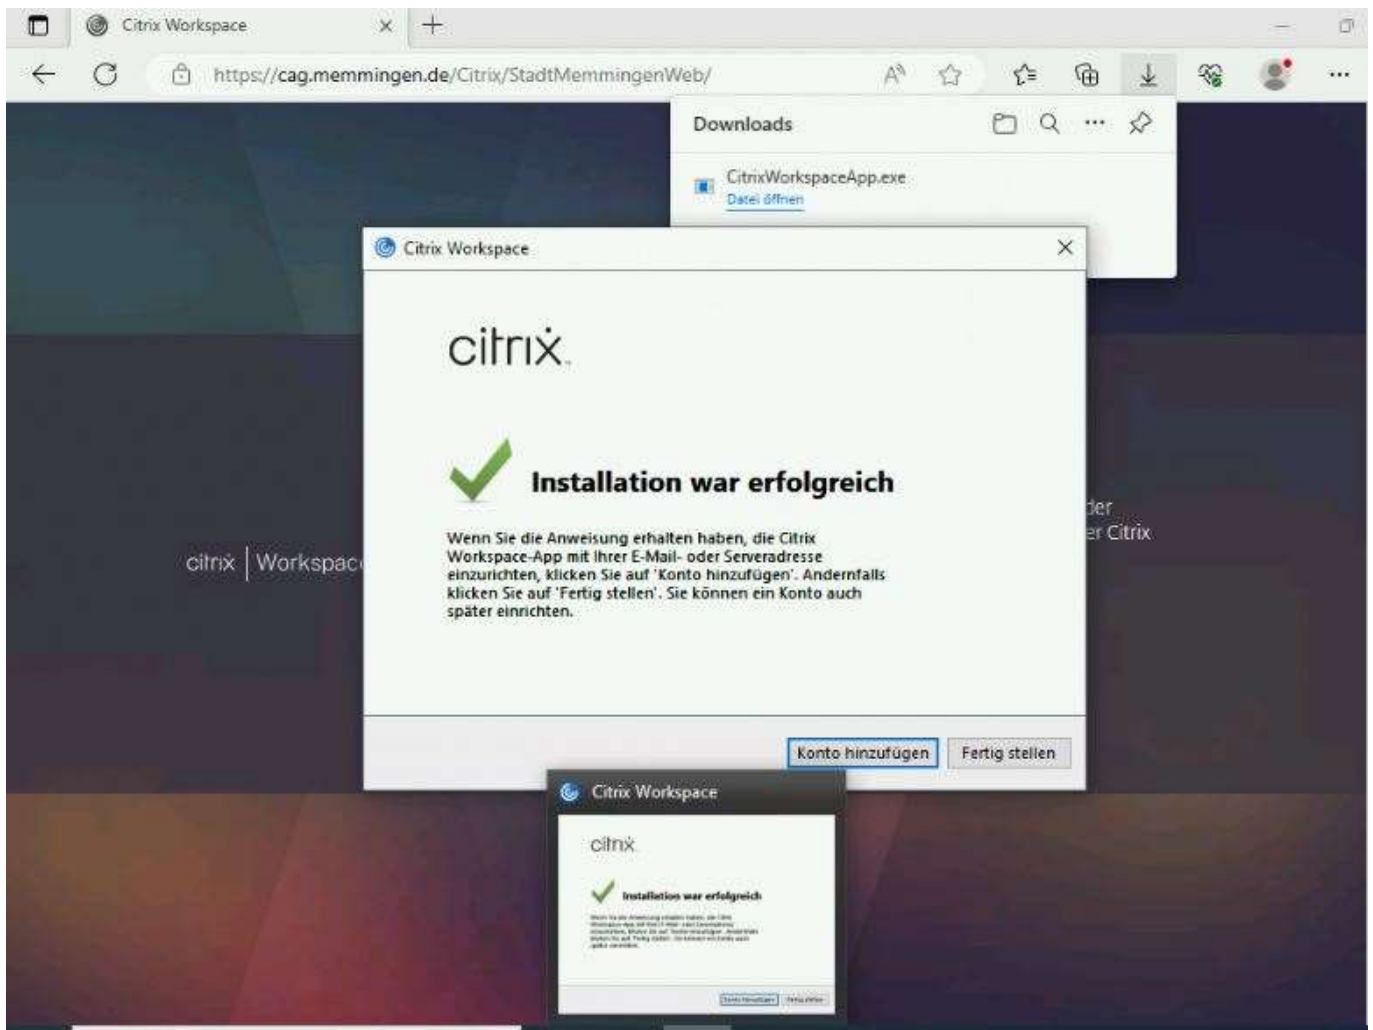 Citrix Workspace
https://cag.memmingen.de/Citrix/StadtMemmingenWeb/
Downloads
CitrixWorkspaceApp.exe
Datei öffnen
Citrix Workspace
citrix
Installation war erfolgreich
Wenn Sie die Anweisung erhalten haben, die Citrix
Workspace-App mit Ihrer E-Mail- oder Serveradresse
einzurichten, klicken Sie auf 'Konto hinzufügen'. Andernfalls
klicken Sie auf 'Fertig stellen'. Sie können ein Konto auch
später einrichten.
citrix | Workspac
der
er Citrix
Konto hinzufügen Fertig stellen
Citrix Workspace
citrix
Installation war erfolgreich